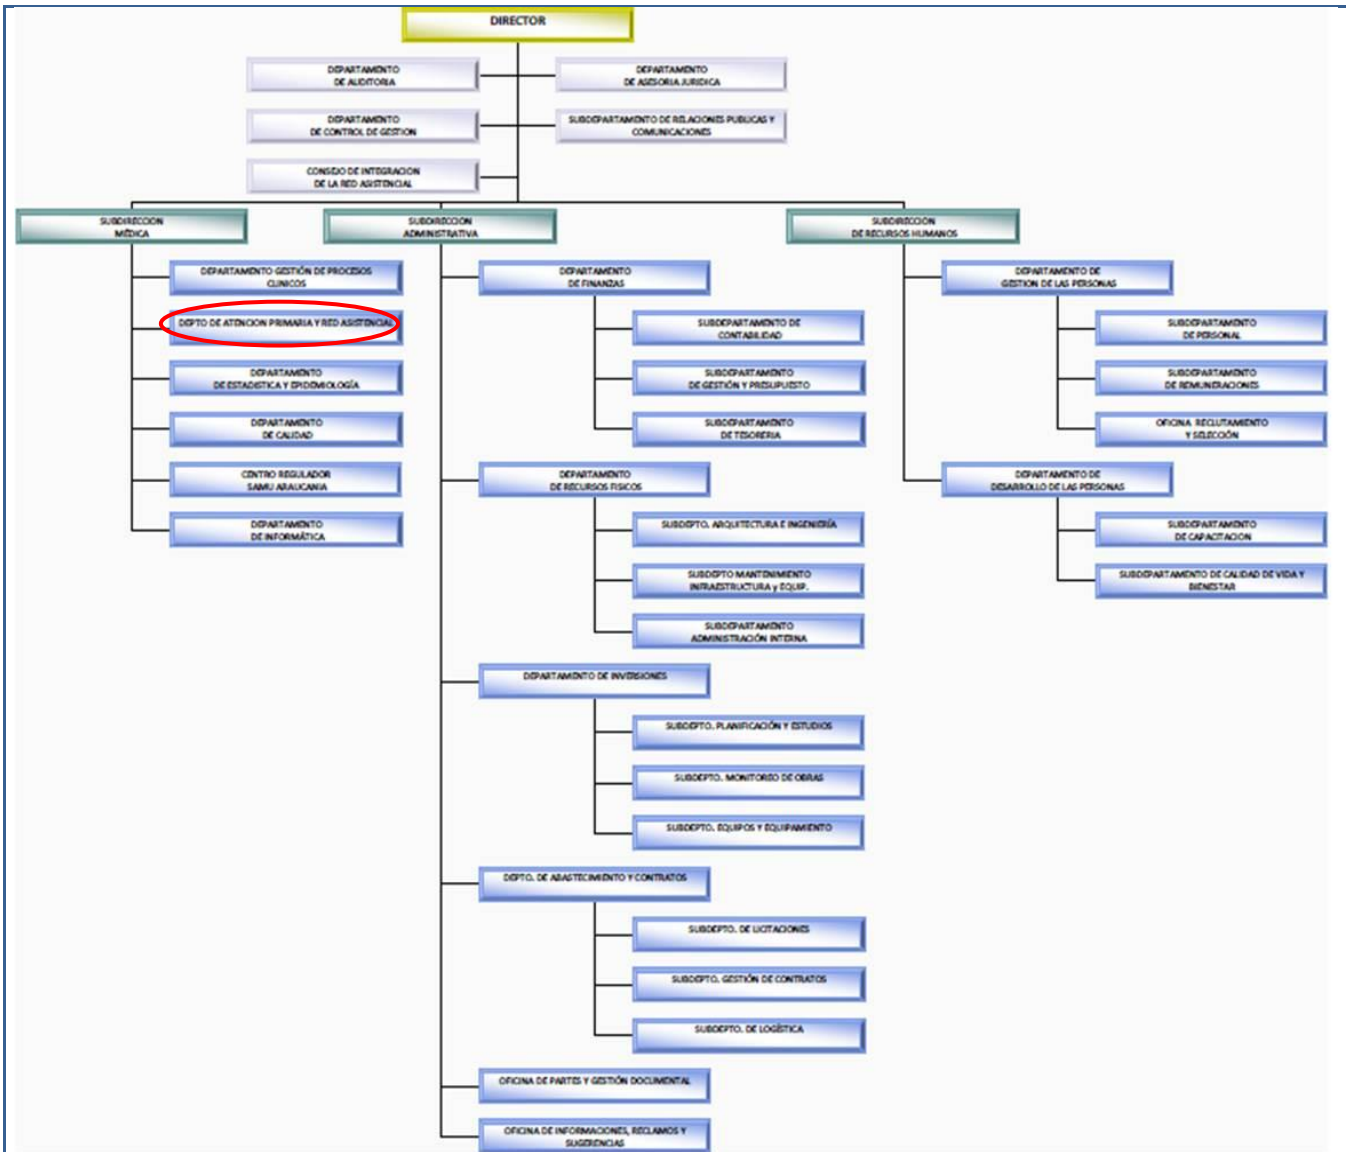 DIRECTOR
DEPARTAMENTO
DE AUDITORIA
DEPARTAMENTO
DE ASESORIA JURIDICA
DEPARTAMENTO
DE CONTROL DE GESTION
SUBDEPARTAMENTO DE RELACIONES PUBLICAS Y
COMUNICACIONES
CONSEJO DE INTEGRACION
DE LA RED ASISTENCIAL
SUBDIRECCION
MÉDICA
DEPARTAMENTO GESTIÓN DE PROCESOS
CLINICOS
DEPTO DE ATENCION PRIMARIA Y RED ASISTENCIAL
DEPARTAMENTO
DE ESTADISTICA Y EPIDEMIOLOGÍA
DEPARTAMENTO
DE CALIDAD
CENTRO REGULADOR
SAMU ARAUCANIA
DEPARTAMENTO
DE INFORMÁTICA
SUBDIRECCION
ADMINISTRATIVA
DEPARTAMENTO
DE FINANZAS
SUBDEPARTAMENTO DE
CONTABILIDAD
SUBDEPARTAMENTO
DE GESTIÓN Y PRESUPUESTO
SUBDEPARTAMENTO
DE TESORERIA
DEPARTAMENTO
DE RECURSOS FISICOS
SUBDEPTO. ARQUITECTURA E INGENIERÍA
SUBDEPTO MANTENIMIENTO
INFRAESTRUCTURA y EQUIP.
SUBDEPARTAMENTO
ADMINISTRACIÓN INTERNA
DEPARTAMENTO DE INVERSIONES
SUBDEPTO. PLANIFICACIÓN Y ESTUDIOS
SUBDEPTO. MONITOREO DE OBRAS
SUBDEPTO. EQUIPOS Y EQUIPAMIENTO
DEPTO. DE ABASTECIMIENTO Y CONTRATOS
SUBDEPTO. DE LICITACIONES
SUBDEPTO. GESTIÓN DE CONTRATOS
SUBDEPTO. DE LOGÍSTICA
OFICINA DE PARTES Y GESTIÓN DOCUMENTAL
OFICINA DE INFORMACIONES, RECLAMOS Y
SUGERENCIAS
SUBDIRECCION
DE RECURSOS HUMANOS
DEPARTAMENTO DE
GESTION DE LAS PERSONAS
SUBDEPARTAMENTO
DE PERSONAL
SUBDEPARTAMENTO
DE REMUNERACIONES
OFICINA RECLUTAMIENTO
Y SELECCIÓN
DEPARTAMENTO DE
DESARROLLO DE LAS PERSONAS
SUBDEPARTAMENTO
DE CAPACITACION
SUBDEPARTAMENTO DE CALIDAD DE VIDA Y
BIENESTAR